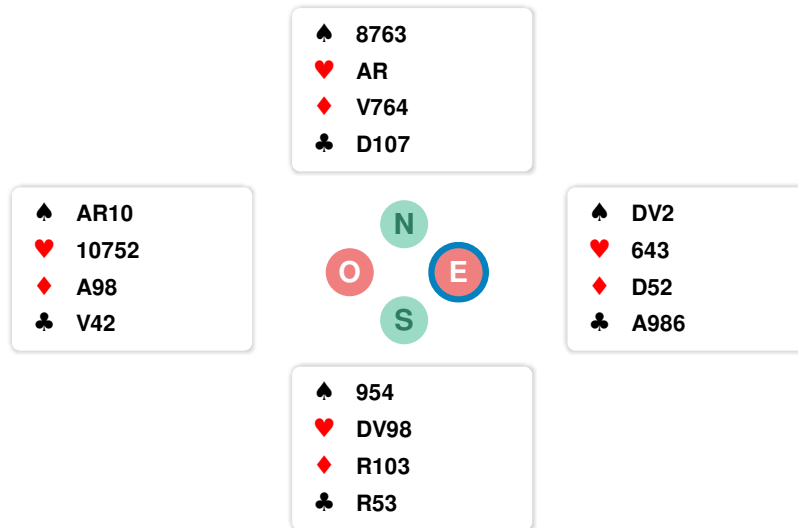 ♠ 8763
♥ AR
♦ V764
♣ D107
♠ AR10
♥ 10752
♦ A98
♣ V42
N
O
E
S
♠ DV2
♥ 643
♦ D52
♣ A986
♠ 954
♥ DV98
♦ R103
♣ R53